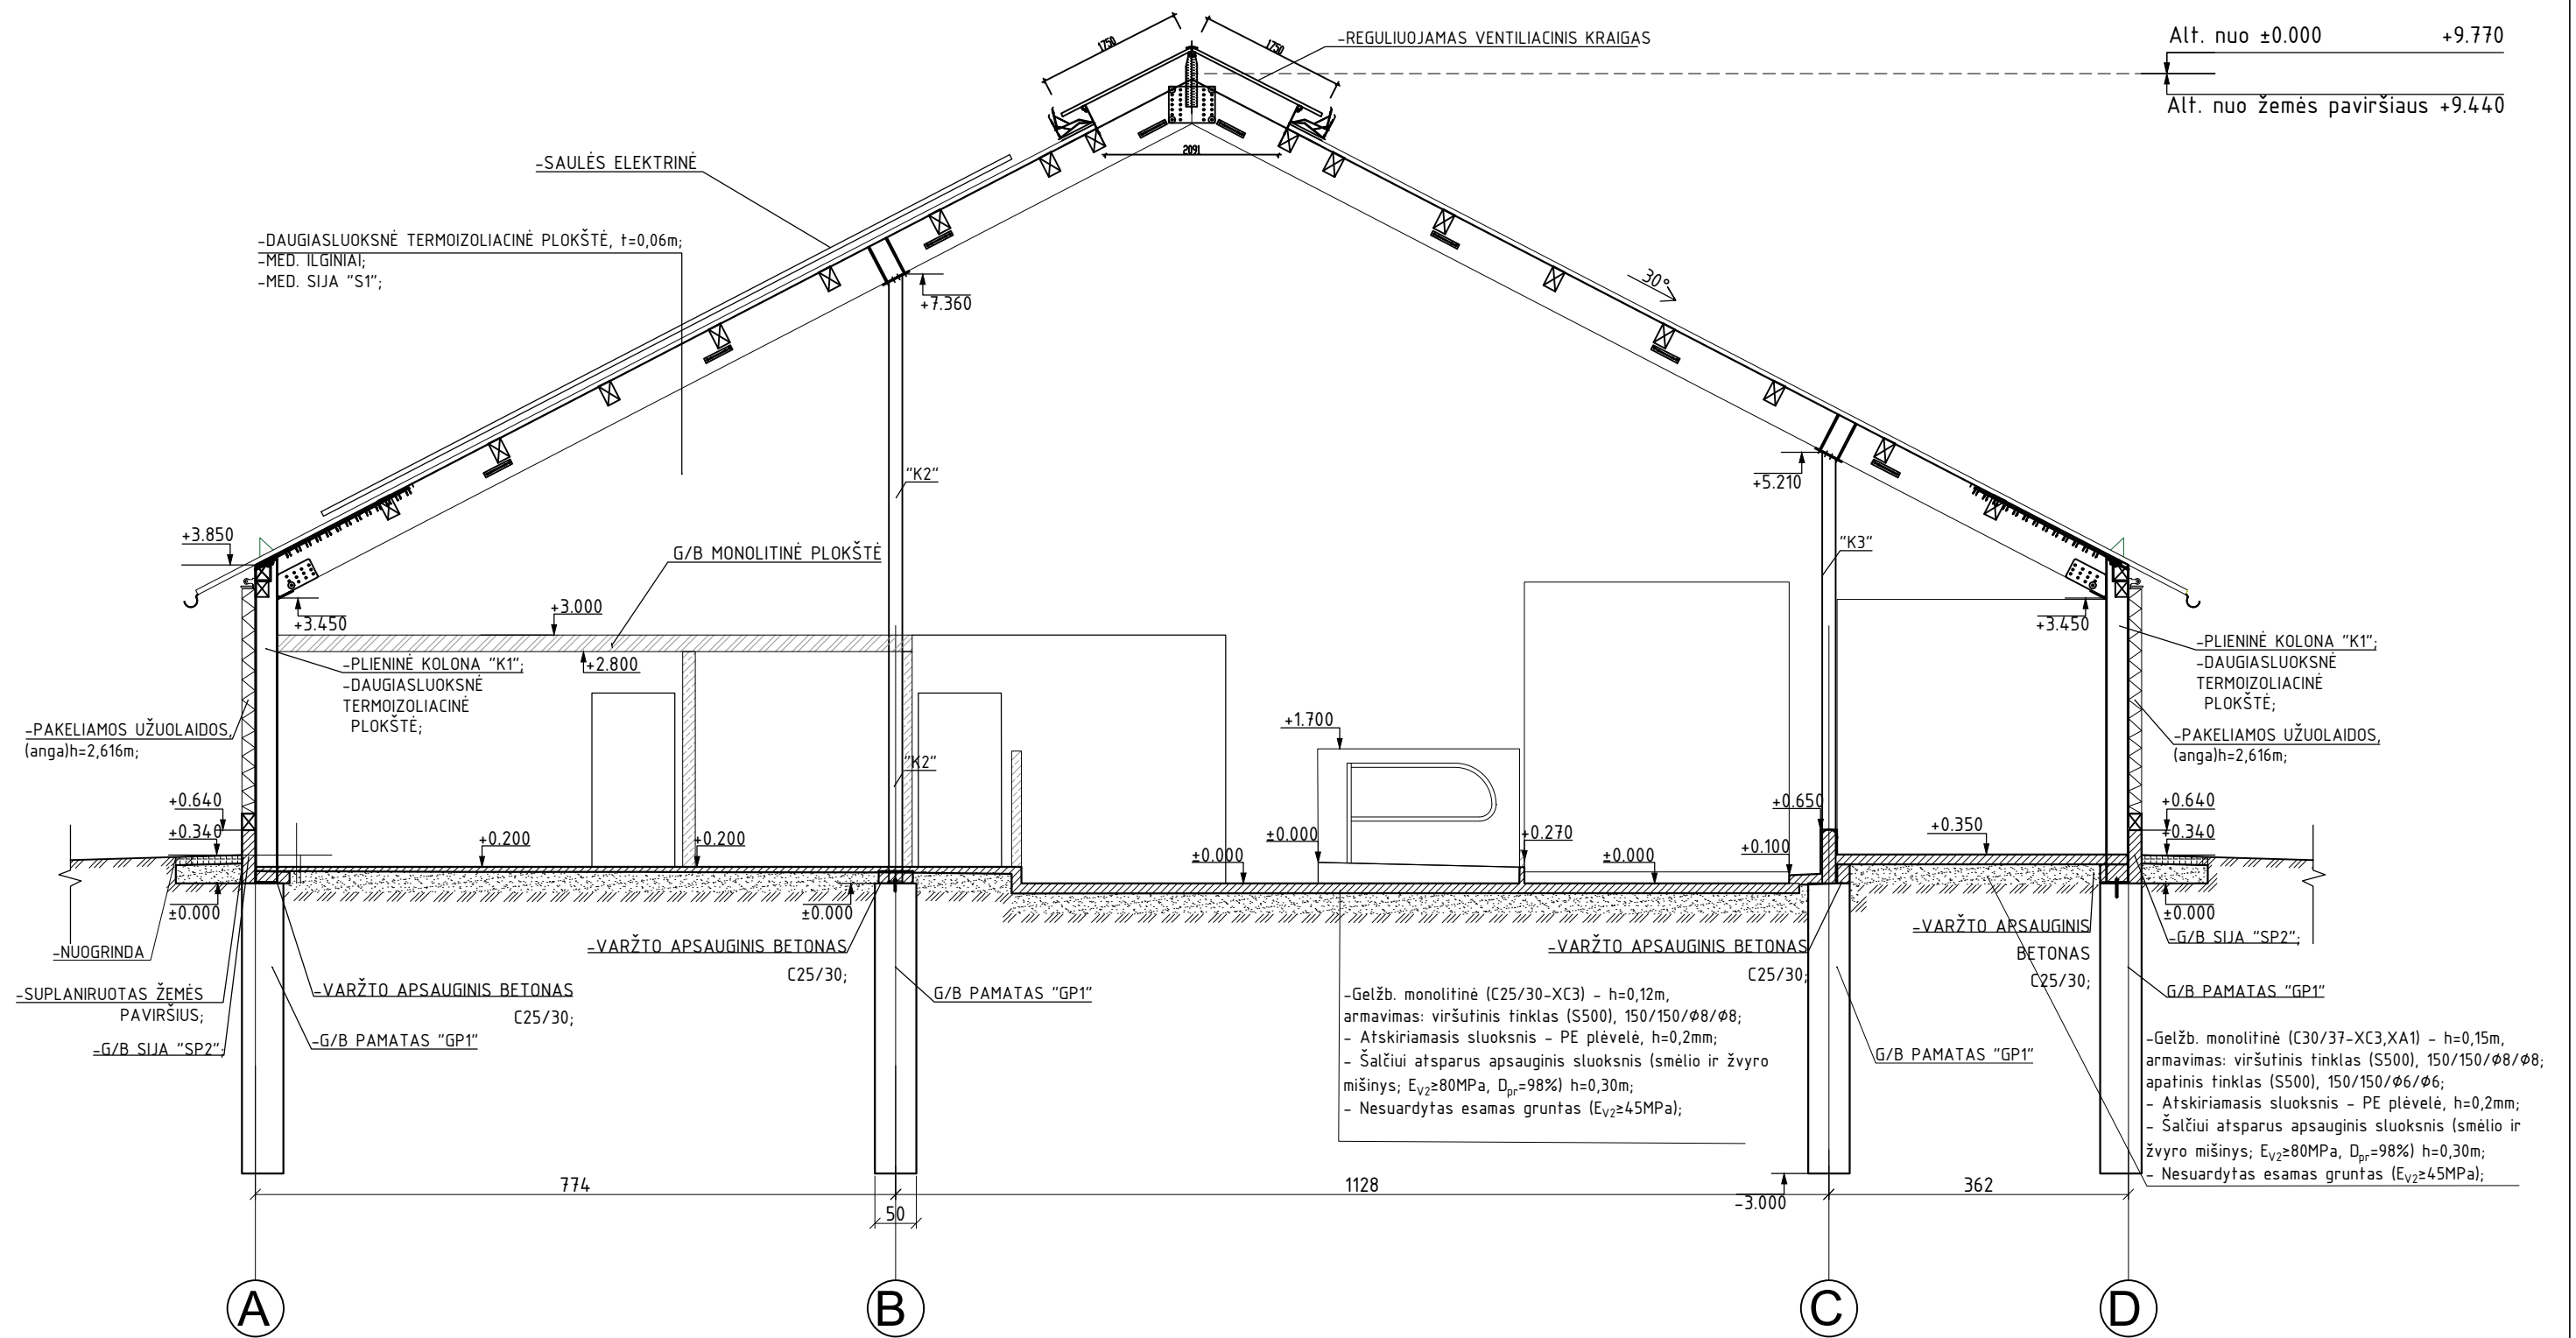 1750
1750
-REGULIUOJAMAS VENTILIACINIS KRAIGAS
Alt. nuo ±0.000 +9.770
Alt. nuo žemės paviršiaus +9.440
2091
-SAULĖS ELEKTRINĖ
-DAUGIASLUOKSNĖ TERMOIZOLIACINĖ PLOKŠTĖ, t=0,06m;
-MED. ILGINIAI;
-MED. SIJA "S1";
+7.360
30°
"K2"
+5.210
+3.850
G/B MONOLITINĖ PLOKŠTĖ
"K3"
+3.000
+3.450
+3.450
+2.800
-PLIENINĖ KOLONA "K1";
-DAUGIASLUOKSNĖ
TERMOIZOLIACINĖ
PLOKŠTĖ;
-PLIENINĖ KOLONA "K1";
-DAUGIASLUOKSNĖ
TERMOIZOLIACINĖ
PLOKŠTĖ;
-PAKELIAMOS UŽUOLAIDOS,
(anga)h=2,616m;
+1.700
-PAKELIAMOS UŽUOLAIDOS,
(anga)h=2,616m;
"K2"
+0.640
+0.340
+0.200
+0.200
±0.000
±0.000
+0.270
±0.000
+0.100
+0.650
+0.350
+0.640
+0.340
±0.000
±0.000
±0.000
-NUOGRINDA
-VARŽTO APSAUGINIS BETONAS
C25/30;
-VARŽTO APSAUGINIS BETONAS
C25/30;
-VARŽTO APSAUGINIS
BETONAS
C25/30;
-G/B SIJA "SP2";
-SUPLANIRUOTAS ŽEMĖS
PAVIRŠIUS;
-VARŽTO APSAUGINIS BETONAS
C25/30;
G/B PAMATAS "GP1"
G/B PAMATAS "GP1"
-G/B SIJA "SP2";
-G/B PAMATAS "GP1"
G/B PAMATAS "GP1"
-Gelžb. monolitinė (C25/30-XC3) - h=0,12m,
armavimas: viršutinis tinklas (S500), 150/150/Ø8/Ø8;
- Atskiriamasis sluoksnis - PE plėvelė, h=0,2mm;
- Šalčiui atsparus apsauginis sluoksnis (smėlio ir žvyro
mišinys; EV2≥80MPa, Dpr=98%) h=0,30m;
- Nesuardytas esamas gruntas (EV2≥45MPa);
-Gelžb. monolitinė (C30/37-XC3,XA1) - h=0,15m,
armavimas: viršutinis tinklas (S500), 150/150/Ø8/Ø8;
apatinis tinklas (S500), 150/150/Ø6/Ø6;
- Atskiriamasis sluoksnis - PE plėvelė, h=0,2mm;
- Šalčiui atsparus apsauginis sluoksnis (smėlio ir
žvyro mišinys; EV2≥80MPa, Dpr=98%) h=0,30m;
- Nesuardytas esamas gruntas (EV2≥45MPa);
774
1128
362
-3.000
50
A
B
C
D